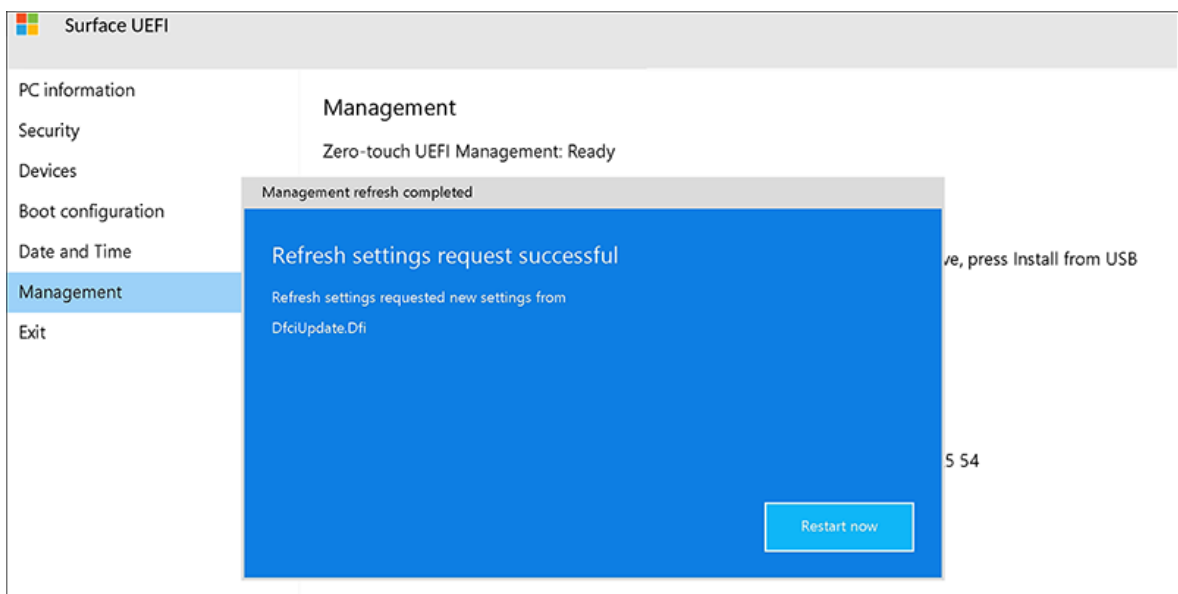 Surface UEFI
PC information
Security
Devices
Boot configuration
Date and Time
Management
Exit
Management
Zero-touch UEFI Management: Ready
Management refresh completed
Refresh settings request successful
Refresh settings requested new settings from
DfciUpdate.Dfi
Restart now
press Install from USB
5 54